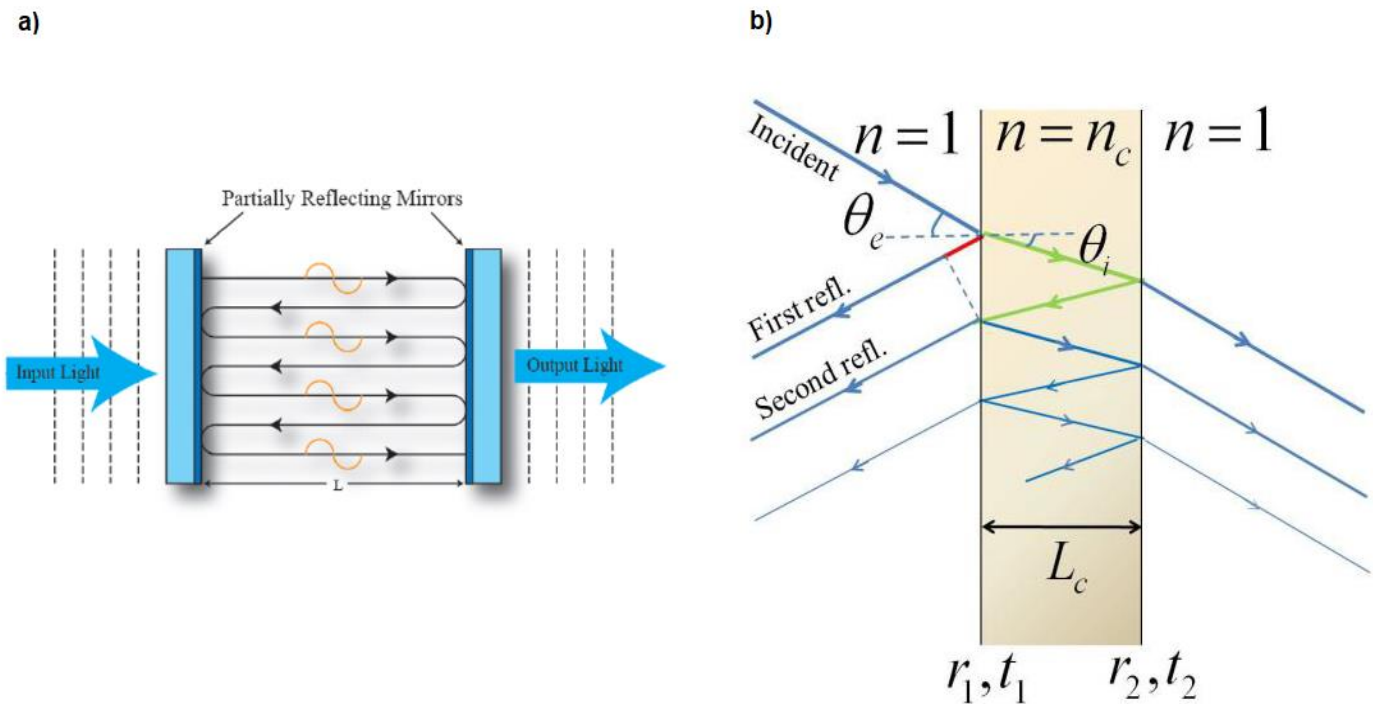 a)
Partially Reflecting Mirrors
Input Light
Output Light
L
b)
Incident
n = 1
n = n_c
n = 1
θ_e
θ_i
First refl.
Second refl.
L_c
r_1, t_1
r_2, t_2